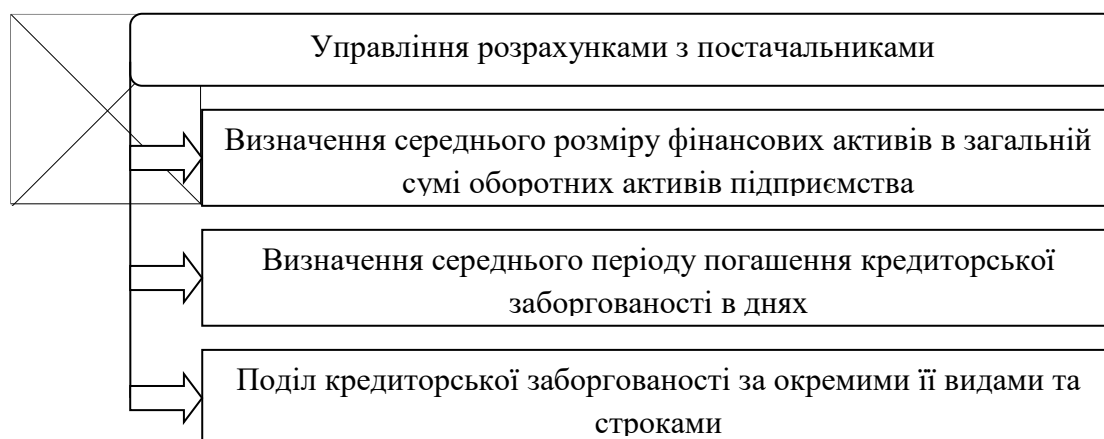 Управління розрахунками з постачальниками
Визначення середнього розміру фінансових активів в загальній
сумі оборотних активів підприємства
Визначення середнього періоду погашення кредиторської
заборгованості в днях
Поділ кредиторської заборгованості за окремими її видами та
строками